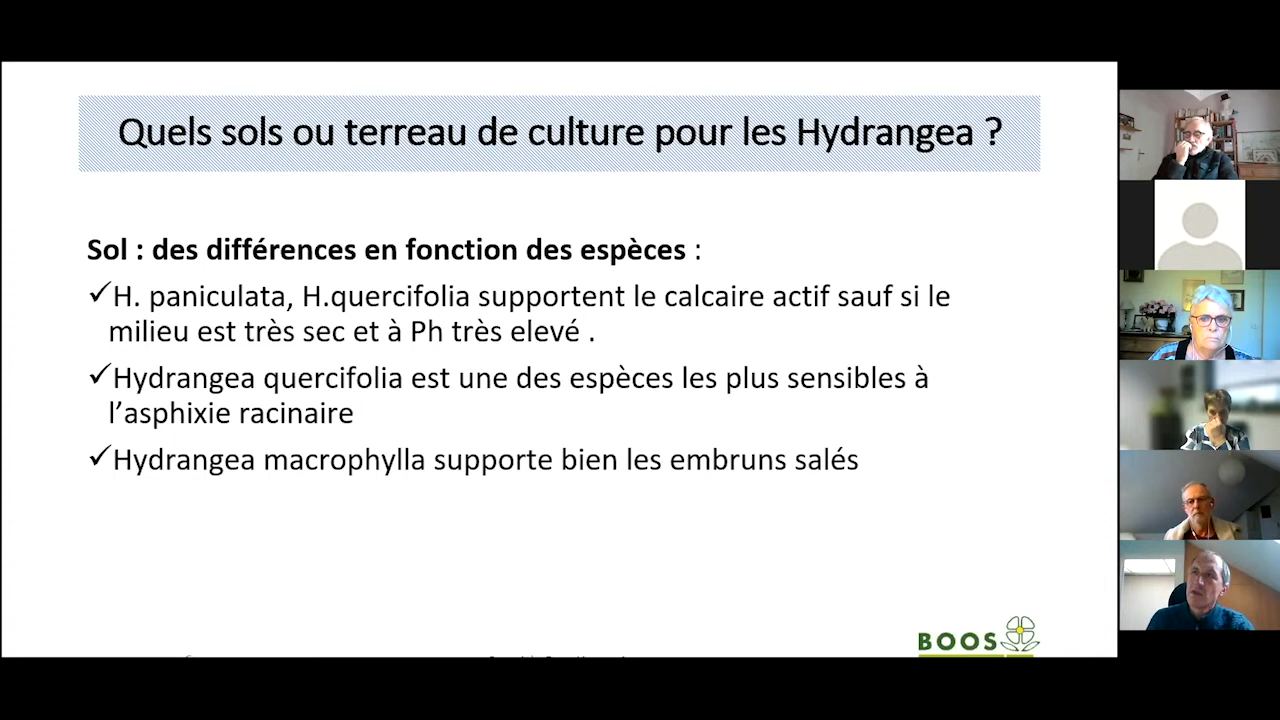 Quels sols ou terreau de culture pour les Hydrangea ?
Sol : des différences en fonction des espèces :
✓H. paniculata, H.quercifolia supportent le calcaire actif sauf si le
milieu est très sec et à Ph très elevé .
✓Hydrangea quercifolia est une des espèces les plus sensibles à
l’asphixie racinaire
✓Hydrangea macrophylla supporte bien les embruns salés
BOOS